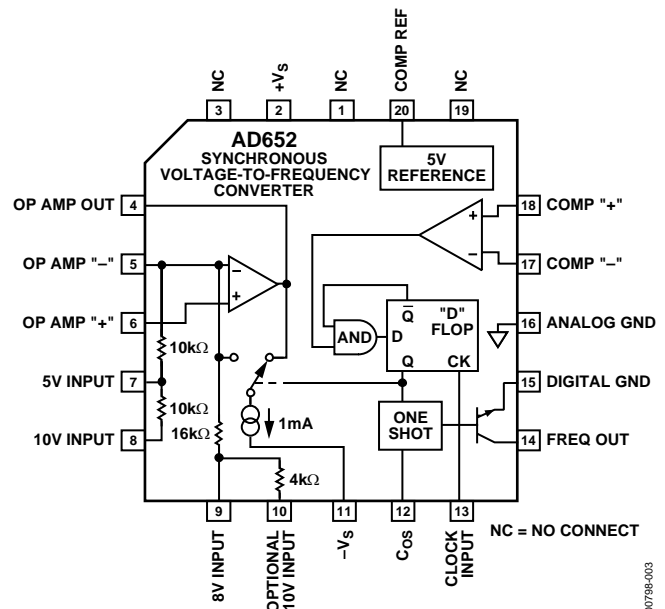 NC
+VS
NC
COMP REF
NC
3
2
1
20
19
AD652
SYNCHRONOUS
VOLTAGE-TO-FREQUENCY
CONVERTER
5V
REFERENCE
OP AMP OUT 4
18 COMP "+"
OP AMP "–" 5
17 COMP "–"
OP AMP "+" 6
16 ANALOG GND
5V INPUT 7
15 DIGITAL GND
10V INPUT 8
14 FREQ OUT
–
+
+
–
AND
Q
"D"
FLOP
D
Q
CK
10kΩ
10kΩ
16kΩ
1mA
ONE
SHOT
4kΩ
9
10
11
12
13
8V INPUT
OPTIONAL
10V INPUT
–VS
COS
CLOCK
INPUT
NC = NO CONNECT
00798-003